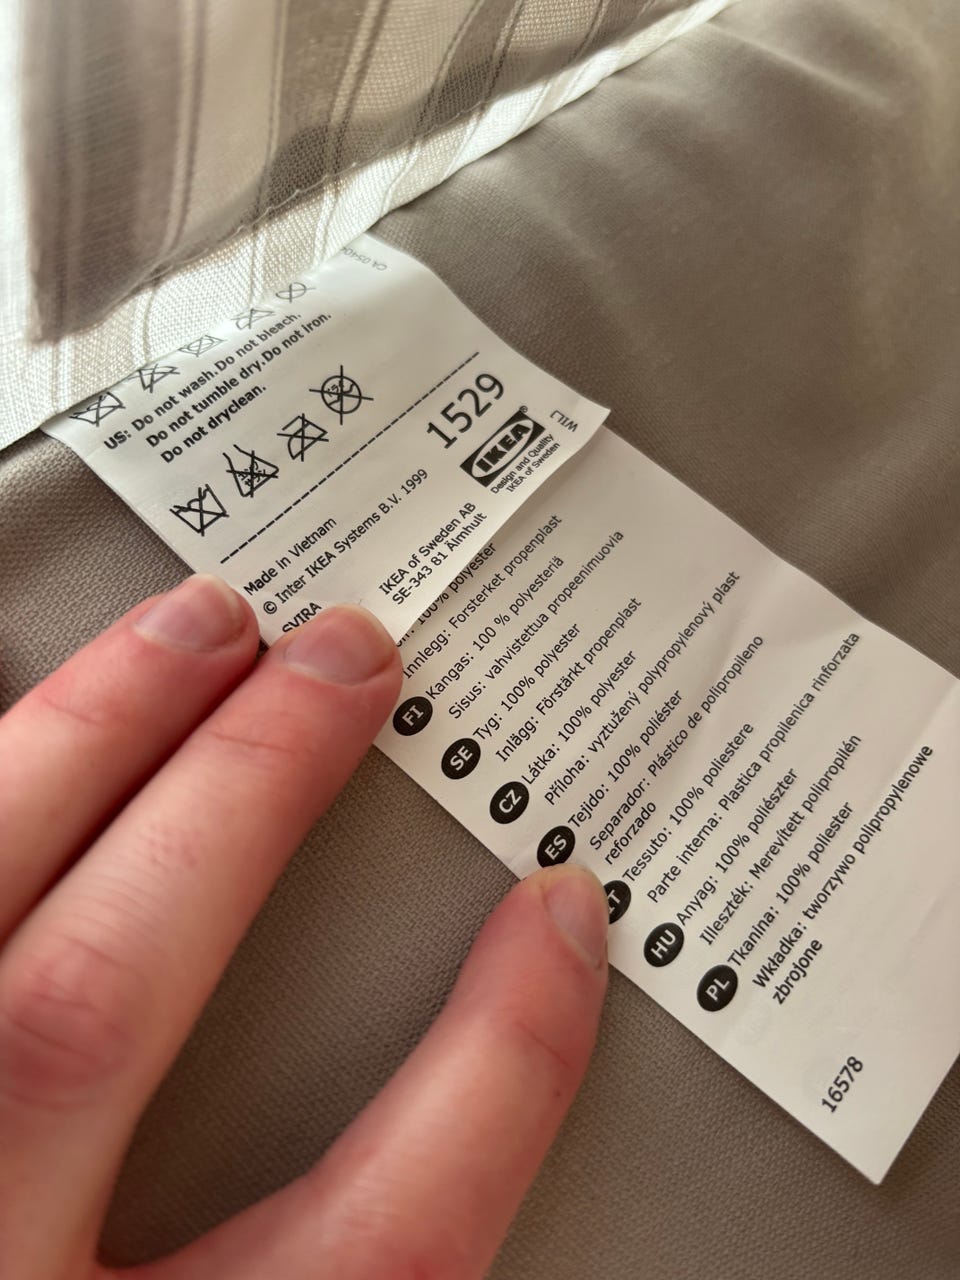 CA 0540
US: Do not wash.Do not bleach.
Do not tumble dry.Do not iron.
Do not dryclean.
1529
IKEA®
Design and Quality
IKEA of Sweden
Made in Vietnam
© Inter IKEA Systems B.V. 1999
IKEA of Sweden AB
SE-343 81 Älmhult
SVIRA
100% polyester
Innlegg: Forsterket propenplast
FI Kangas: 100 % polyesteriä
Sisus: vahvistettua propeenimuovia
SE Tyg: 100% polyester
Inlägg: Förstärkt propenplast
CZ Látka: 100% polyester
Příloha: vyztužený polypropylenový plast
ES Tejido: 100% poliéster
Separador: Plástico de polipropileno
reforzado
IT Tessuto: 100% poliestere
Parte interna: Plastica propilenica rinforzata
HU Anyag: 100% poliészter
Illeszték: Merevített polipropilén
PL Tkanina: 100% poliester
Wkładka: tworzywo polipropylenowe
zbrojone
16578